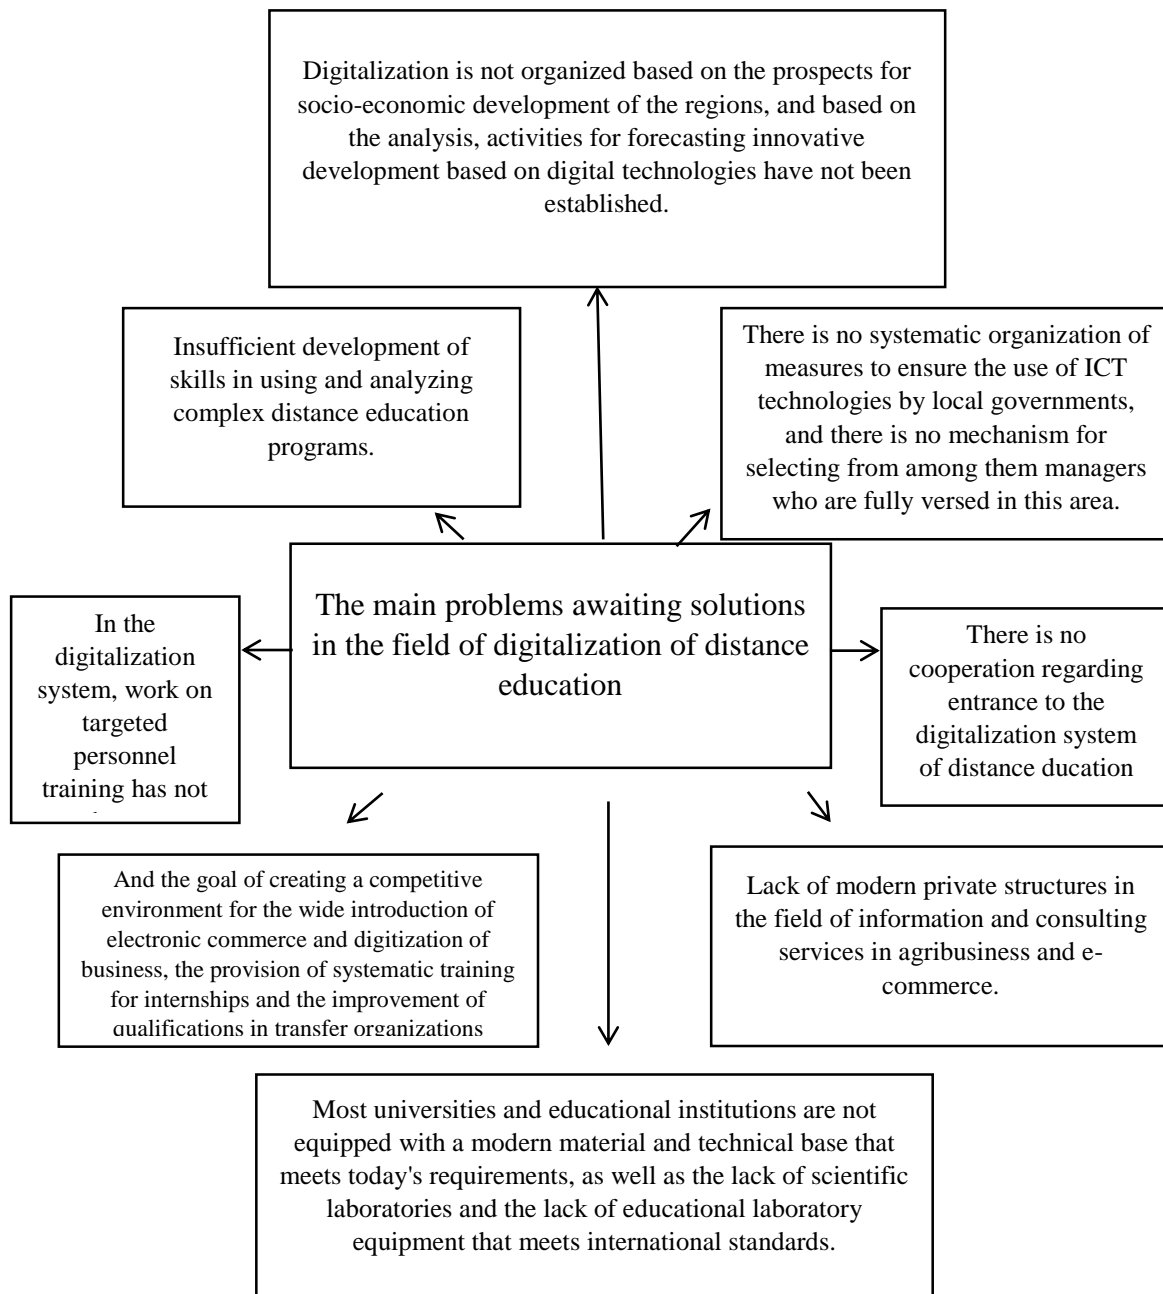 Digitalization is not organized based on the prospects for
socio-economic development of the regions, and based on
the analysis, activities for forecasting innovative
development based on digital technologies have not been
established.
Insufficient development of
skills in using and analyzing
complex distance education
programs.
There is no systematic organization of
measures to ensure the use of ICT
technologies by local governments,
and there is no mechanism for
selecting from among them managers
who are fully versed in this area.
The main problems awaiting solutions
in the field of digitalization of distance
education
In the
digitalization
system, work on
targeted
personnel
training has not
There is no
cooperation regarding
entrance to the
digitalization system
of distance ducation
And the goal of creating a competitive
environment for the wide introduction of
electronic commerce and digitization of
business, the provision of systematic training
for internships and the improvement of
qualifications in transfer organizations
Lack of modern private structures in
the field of information and consulting
services in agribusiness and e-
commerce.
Most universities and educational institutions are not
equipped with a modern material and technical base that
meets today's requirements, as well as the lack of scientific
laboratories and the lack of educational laboratory
equipment that meets international standards.